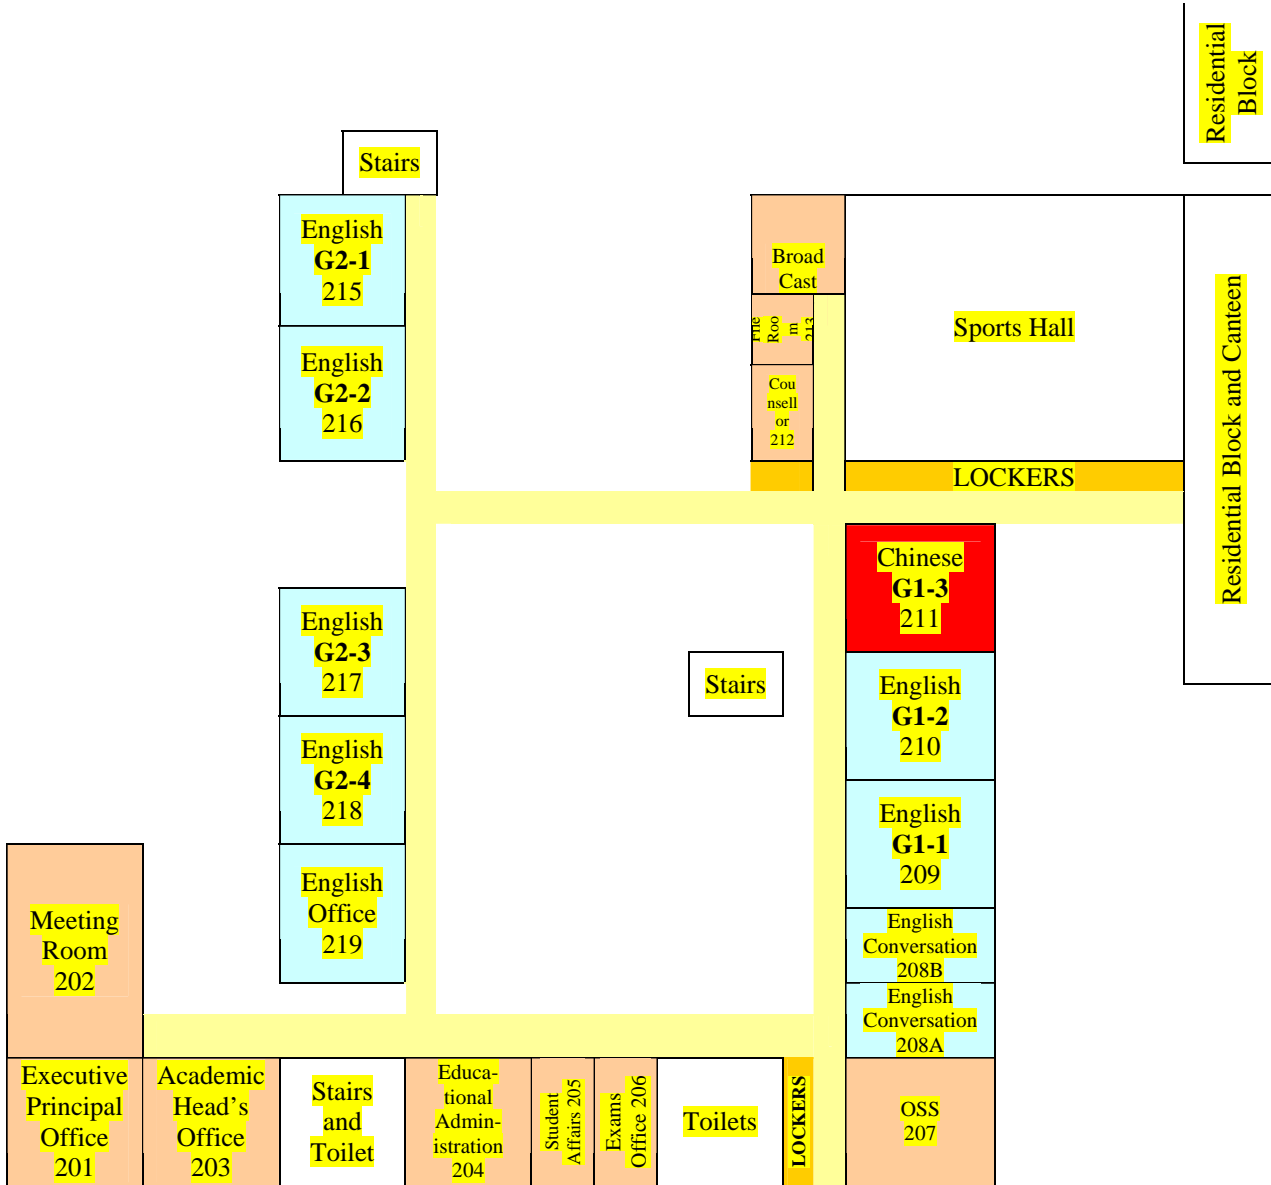 Residential
Block
Stairs
English
G2-1
215
Broad
Cast
Sports Hall
Residential Block and Canteen
File
Roo
m
213
English
G2-2
216
Cou
nsell
or
212
LOCKERS
Chinese
G1-3
211
English
G2-3
217
Stairs
English
G1-2
210
English
G2-4
218
English
G1-1
209
Meeting
Room
202
English
Office
219
English
Conversation
208B
English
Conversation
208A
Executive
Principal
Office
201
Academic
Head's
Office
203
Stairs
and
Toilet
Educa-
tional
Admin-
istration
204
Student
Affairs 205
Exams
Office 206
Toilets
LOCKERS
OSS
207